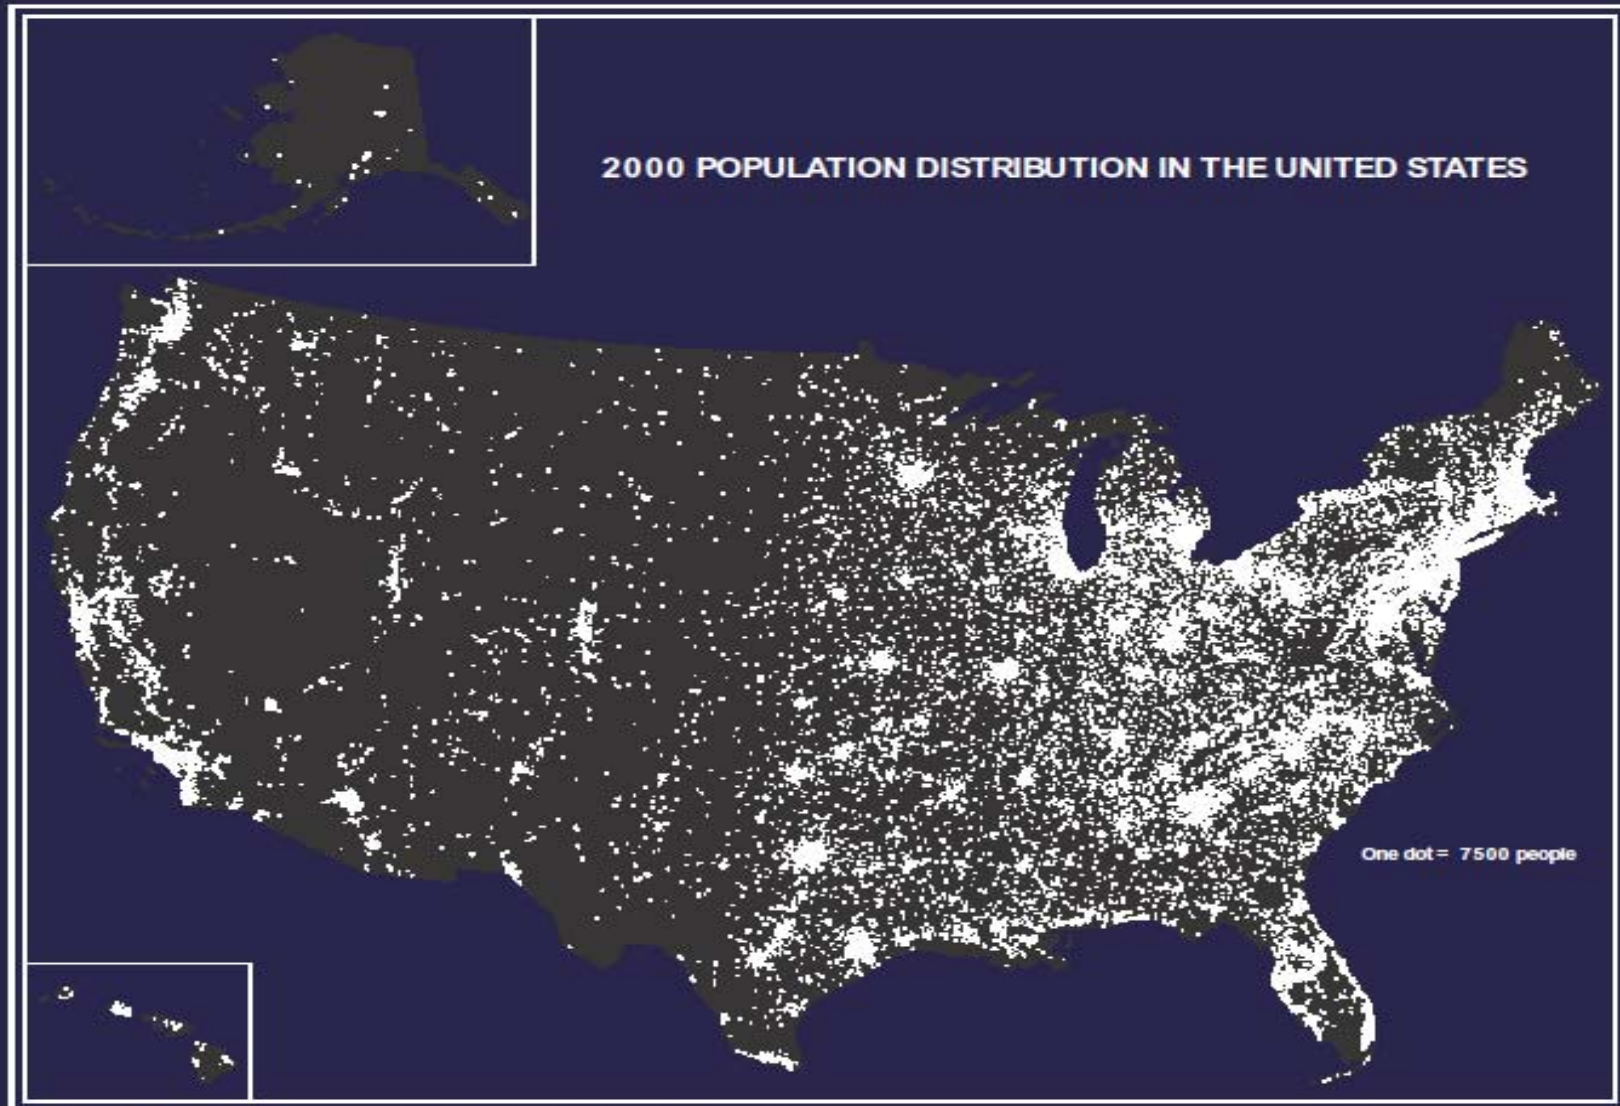 2000 POPULATION DISTRIBUTION IN THE UNITED STATES
One dot = 7500 people